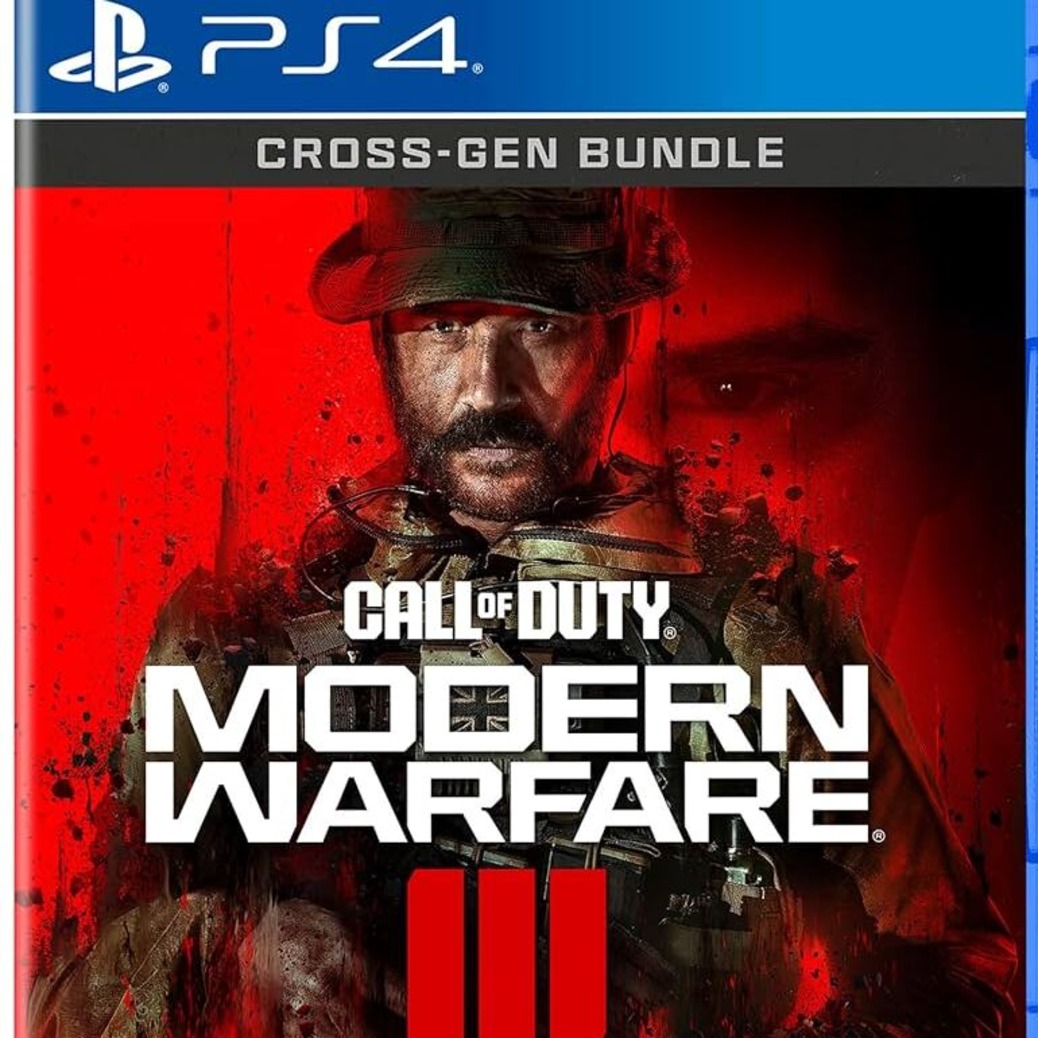 PS4®
CROSS-GEN BUNDLE
CALL OF DUTY®
MODERN
WARFARE®
III